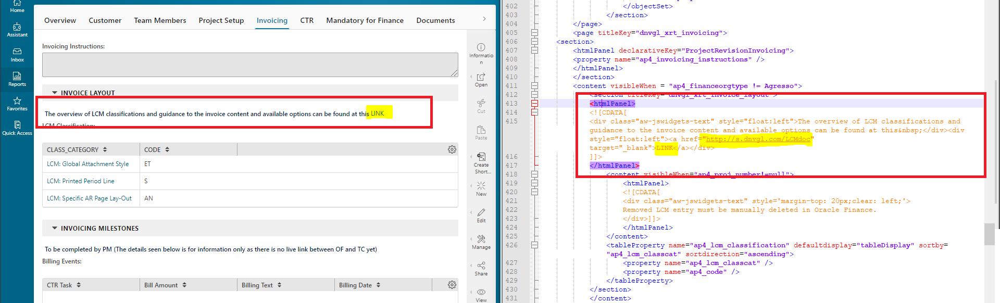 Home
Assistant
Inbox
Reports
Favorites
Quick Access
Overview Customer Team Members Project Setup Invoicing CTR Mandatory for Finance Documents
Invoicing Instructions:
INVOICE LAYOUT
The overview of LCM classifications and guidance to the invoice content and available options can be found at this LINK
LCM Classification:
CLASS_CATEGORY CODE
LCM: Global Attachment Style ET
LCM: Printed Period Line S
LCM: Specific AR Page Lay-Out AN
INVOICING MILESTONES
To be completed by PM (The details seen below is for information only as there is no live link between OF and TC yet)
Billing Events:
CTR Task Bill Amount Billing Text Billing Date
Informatio
n
Open
Cut
Paste
Create
Short...
New
Edit
Manage
Share
View
402 </objectSet>
403 </section>
404 </page>
405 <page titleKey="dnvgl_xrt_invoicing">
406 <section>
407 <htmlPanel declarativeKey="ProjectRevisionInvoicing">
408 <property name="ap4_invoicing_instructions" />
409 </htmlPanel>
410 </section>
411 <content visibleWhen = "ap4_financeorgtype != Agresso">
412 <section titleKey="dnvgl_xrt_invoice_layout">
413 <htmlPanel>
414 <![CDATA[
415 <div class="aw-jswidgets-text" style="float:left">The overview of LCM classifications and
guidance to the invoice content and available options can be found at this&nbsp;</div><div
style="float:left"><a href="http://s.dnvgl.com/LCMdoc"
target="_blank">LINK</a></div>
416 ]]>
417 </htmlPanel>
418 <content visibleWhen="ap4_proj_number!=null">
419 <htmlPanel>
420 <![CDATA[
421 <div class="aw-jswidgets-text" style='margin-top: 20px;clear: left;'>
422 Removed LCM entry must be manually deleted in Oracle Finance.
423 </div>]]>
424 </htmlPanel>
425 </content>
426 <tableProperty name="ap4_lcm_classification" defaultdisplay="tableDisplay" sortby=
"ap4_lcm_classcat" sortdirection="ascending">
427 <property name="ap4_lcm_classcat" />
428 <property name="ap4_code" />
429 </tableProperty>
430 </section>
431 </content>